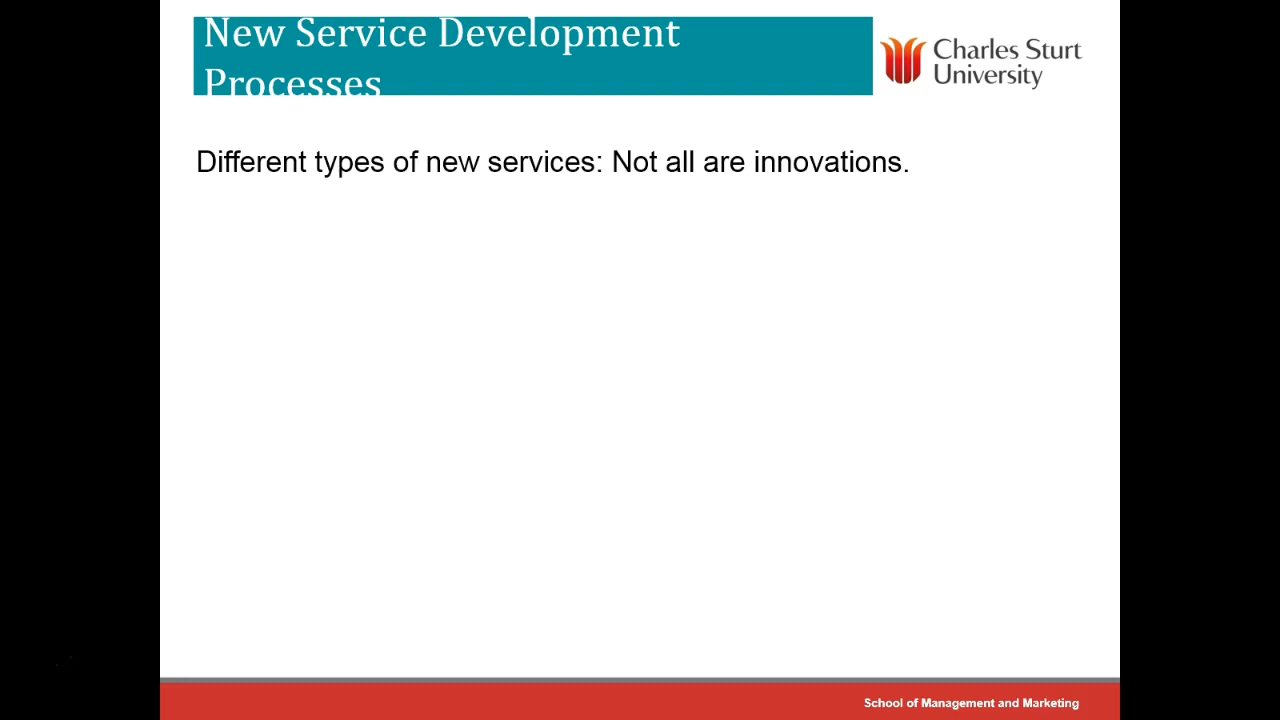 New Service Development
Processes
Charles Sturt
University
Different types of new services: Not all are innovations.
School of Management and Marketing